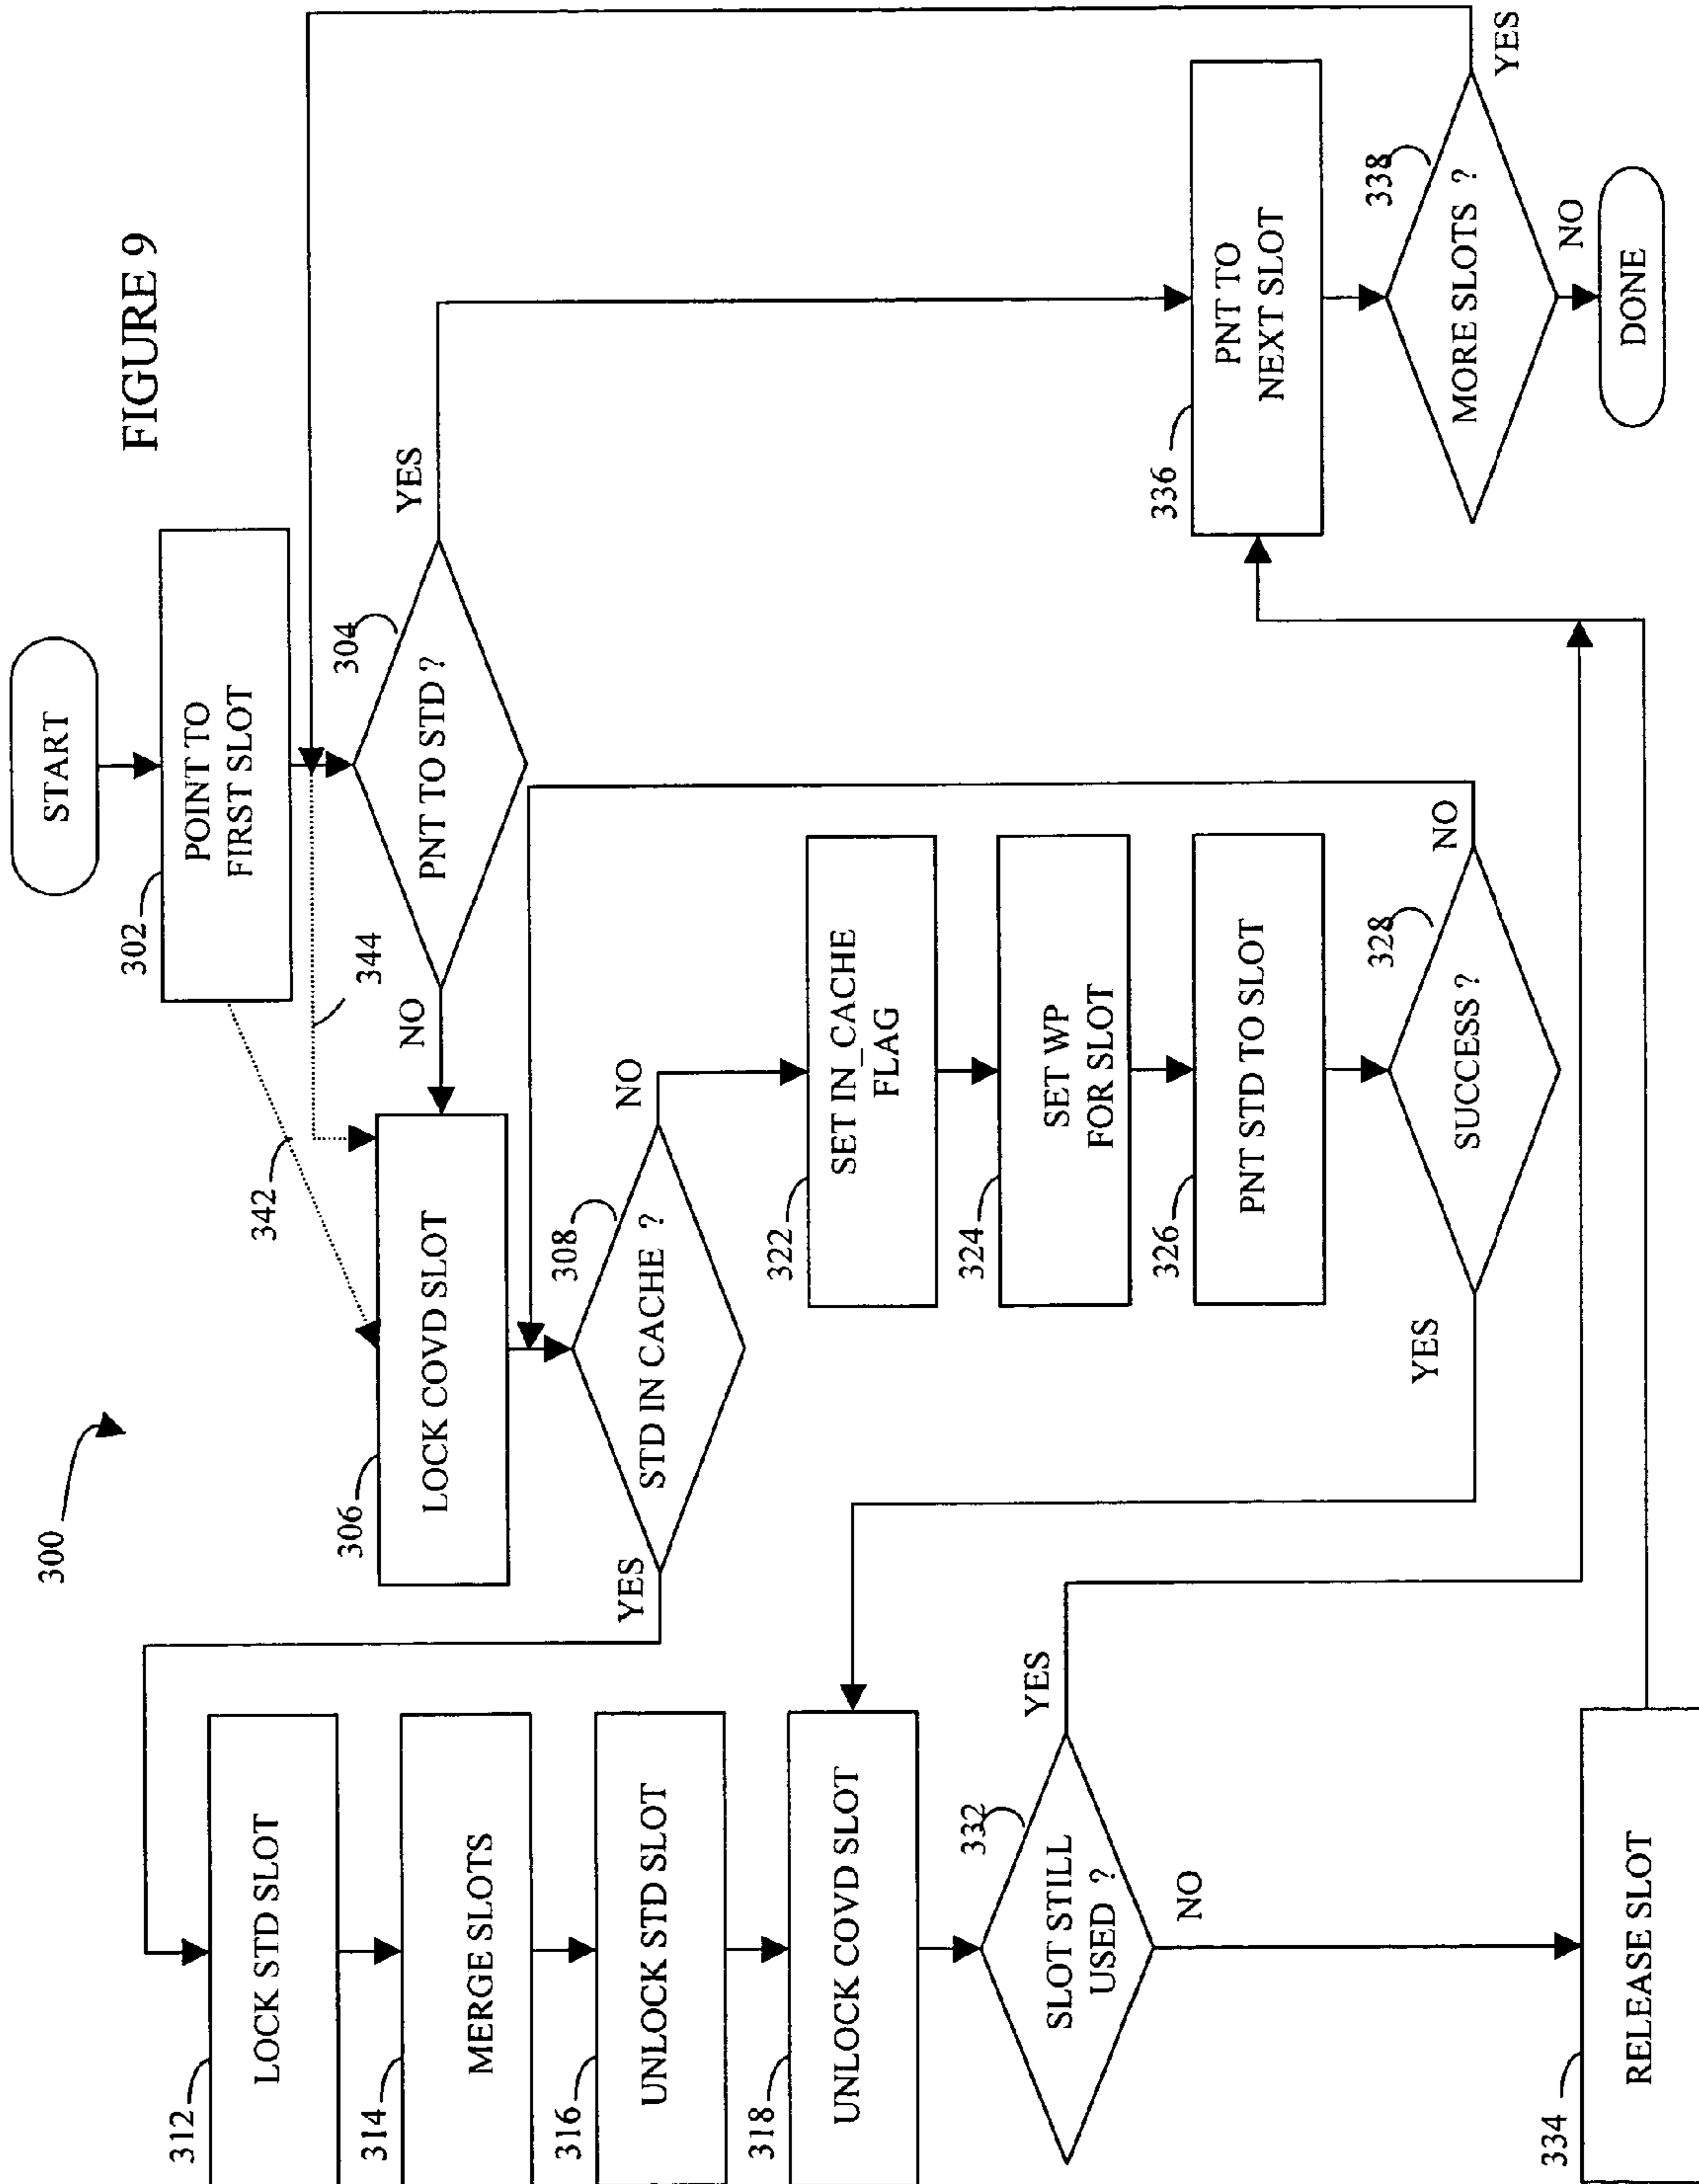 FIGURE 9
300
START
302
POINT TO
FIRST SLOT
342
344
304
PNT TO STD ?
YES
NO
306
LOCK COVD SLOT
308
STD IN CACHE ?
YES
NO
312
LOCK STD SLOT
314
MERGE SLOTS
316
UNLOCK STD SLOT
318
UNLOCK COVD SLOT
322
SET IN_CACHE
FLAG
324
SET WP
FOR SLOT
326
PNT STD TO SLOT
328
SUCCESS ?
YES
NO
332
SLOT STILL
USED ?
YES
NO
334
RELEASE SLOT
336
PNT TO
NEXT SLOT
338
MORE SLOTS ?
YES
NO
DONE